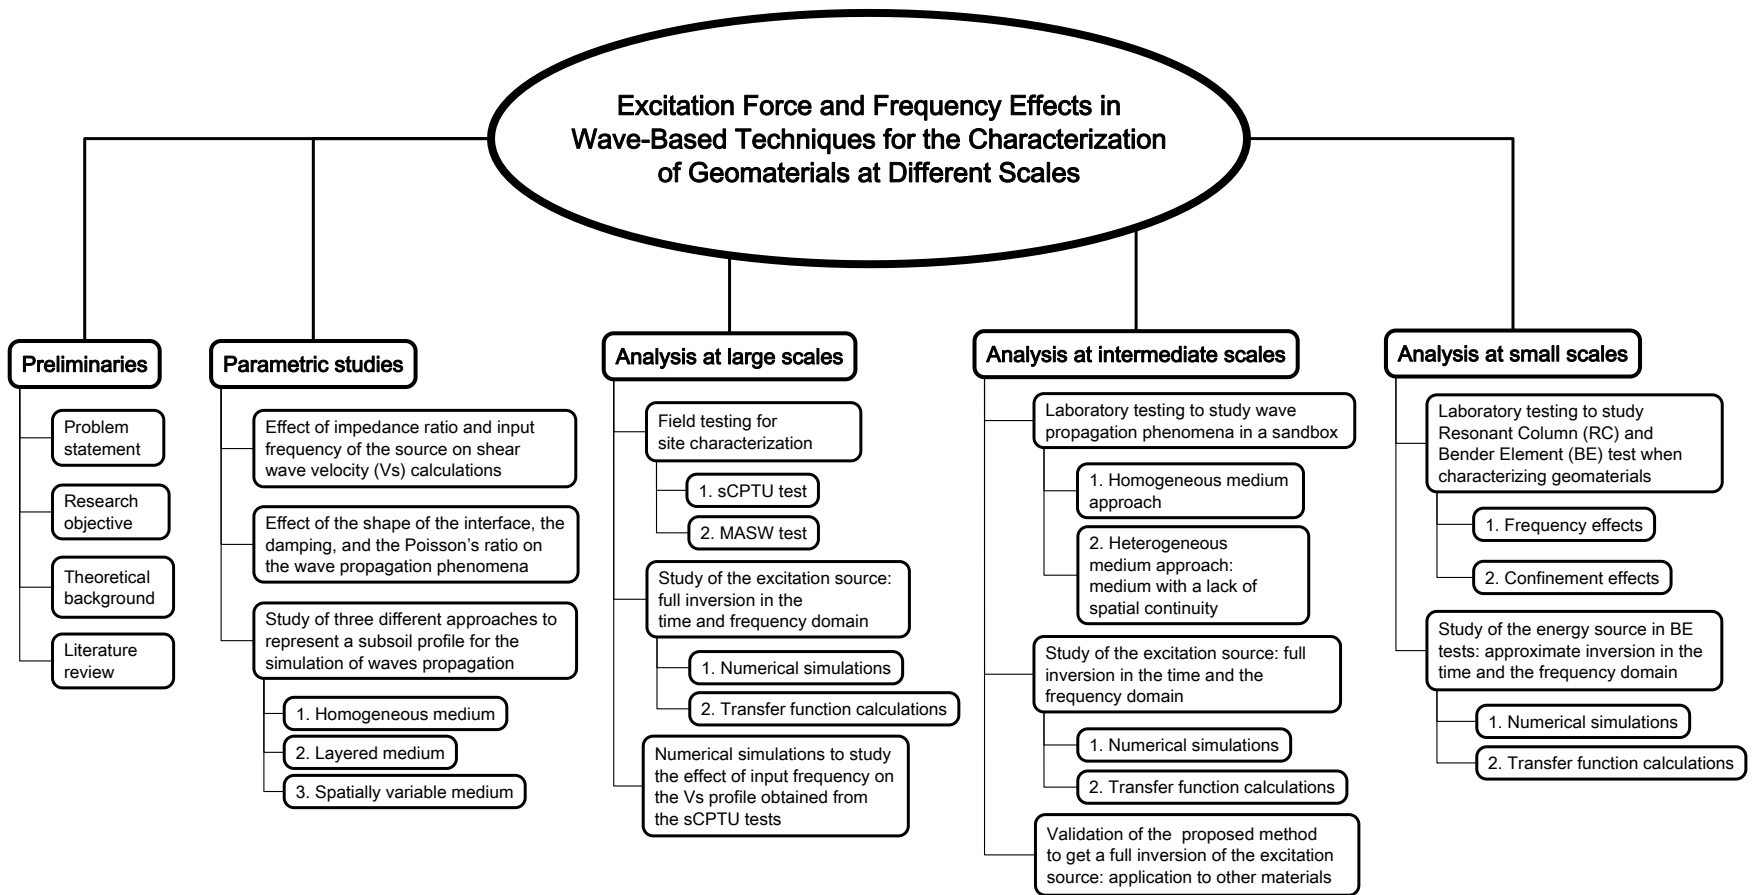 Excitation Force and Frequency Effects in
Wave-Based Techniques for the Characterization
of Geomaterials at Different Scales
Preliminaries
Problem
statement
Research
objective
Theoretical
background
Literature
review
Parametric studies
Effect of impedance ratio and input
frequency of the source on shear
wave velocity (Vs) calculations
Effect of the shape of the interface, the
damping, and the Poisson's ratio on
the wave propagation phenomena
Study of three different approaches to
represent a subsoil profile for the
simulation of waves propagation
1. Homogeneous medium
2. Layered medium
3. Spatially variable medium
Analysis at large scales
Field testing for
site characterization
1. sCPTU test
2. MASW test
Study of the excitation source:
full inversion in the
time and frequency domain
1. Numerical simulations
2. Transfer function calculations
Numerical simulations to study
the effect of input frequency on
the Vs profile obtained from
the sCPTU tests
Analysis at intermediate scales
Laboratory testing to study wave
propagation phenomena in a sandbox
1. Homogeneous medium
approach
2. Heterogeneous
medium approach:
medium with a lack of
spatial continuity
Study of the excitation source: full
inversion in the time and the
frequency domain
1. Numerical simulations
2. Transfer function calculations
Validation of the  proposed method
to get a full inversion of the excitation
source: application to other materials
Analysis at small scales
Laboratory testing to study
Resonant Column (RC) and
Bender Element (BE) test when
characterizing geomaterials
1. Frequency effects
2. Confinement effects
Study of the energy source in BE
tests: approximate inversion in the
time and the frequency domain
1. Numerical simulations
2. Transfer function calculations